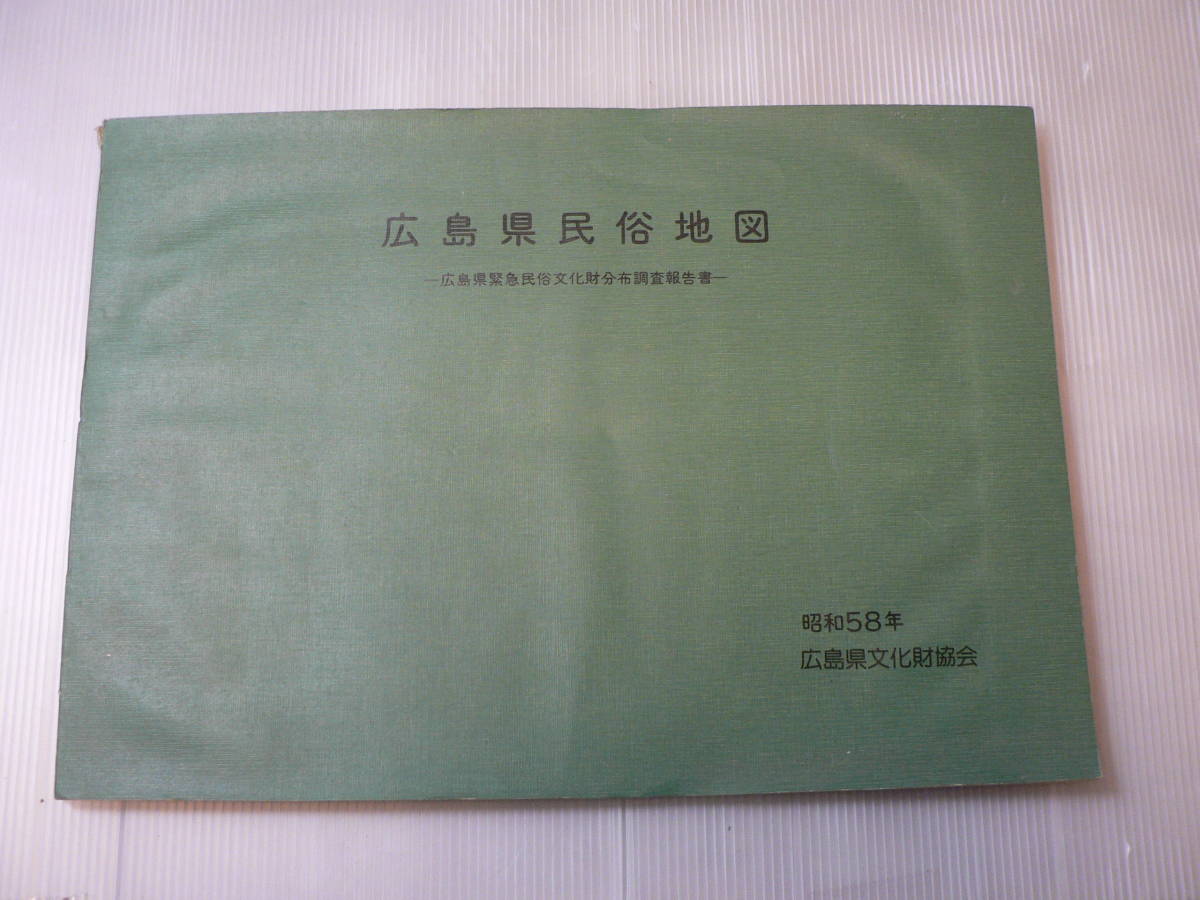 広島県民俗地図
―広島県緊急民俗文化財分布調査報告書―
昭和58年
広島県文化財協会